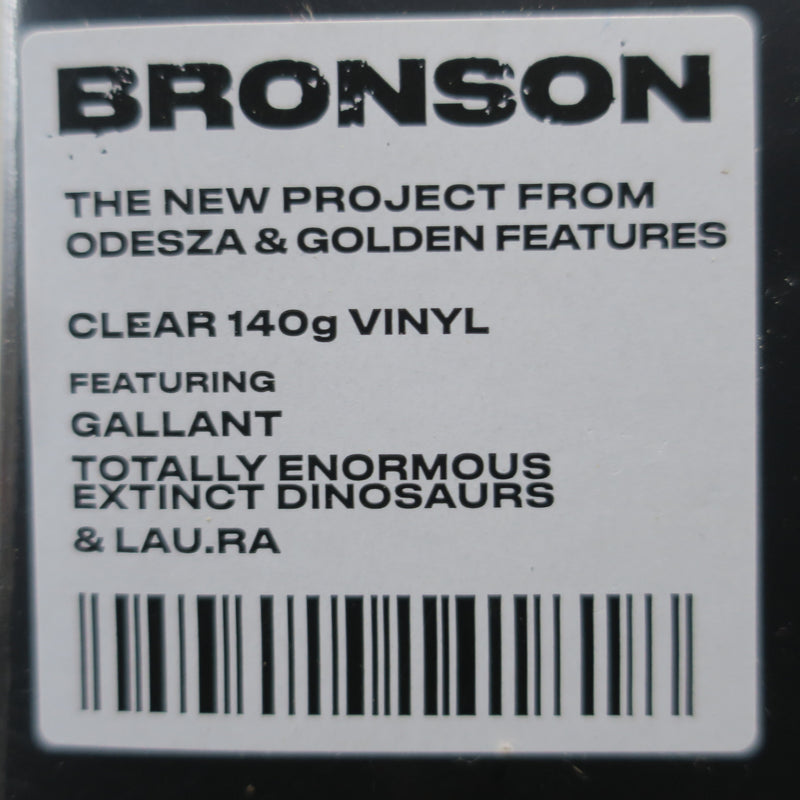 BRONSON
THE NEW PROJECT FROM
ODESZA & GOLDEN FEATURES
CLEAR 140g VINYL
FEATURING
GALLANT
TOTALLY ENORMOUS
EXTINCT DINOSAURS
& LAU.RA